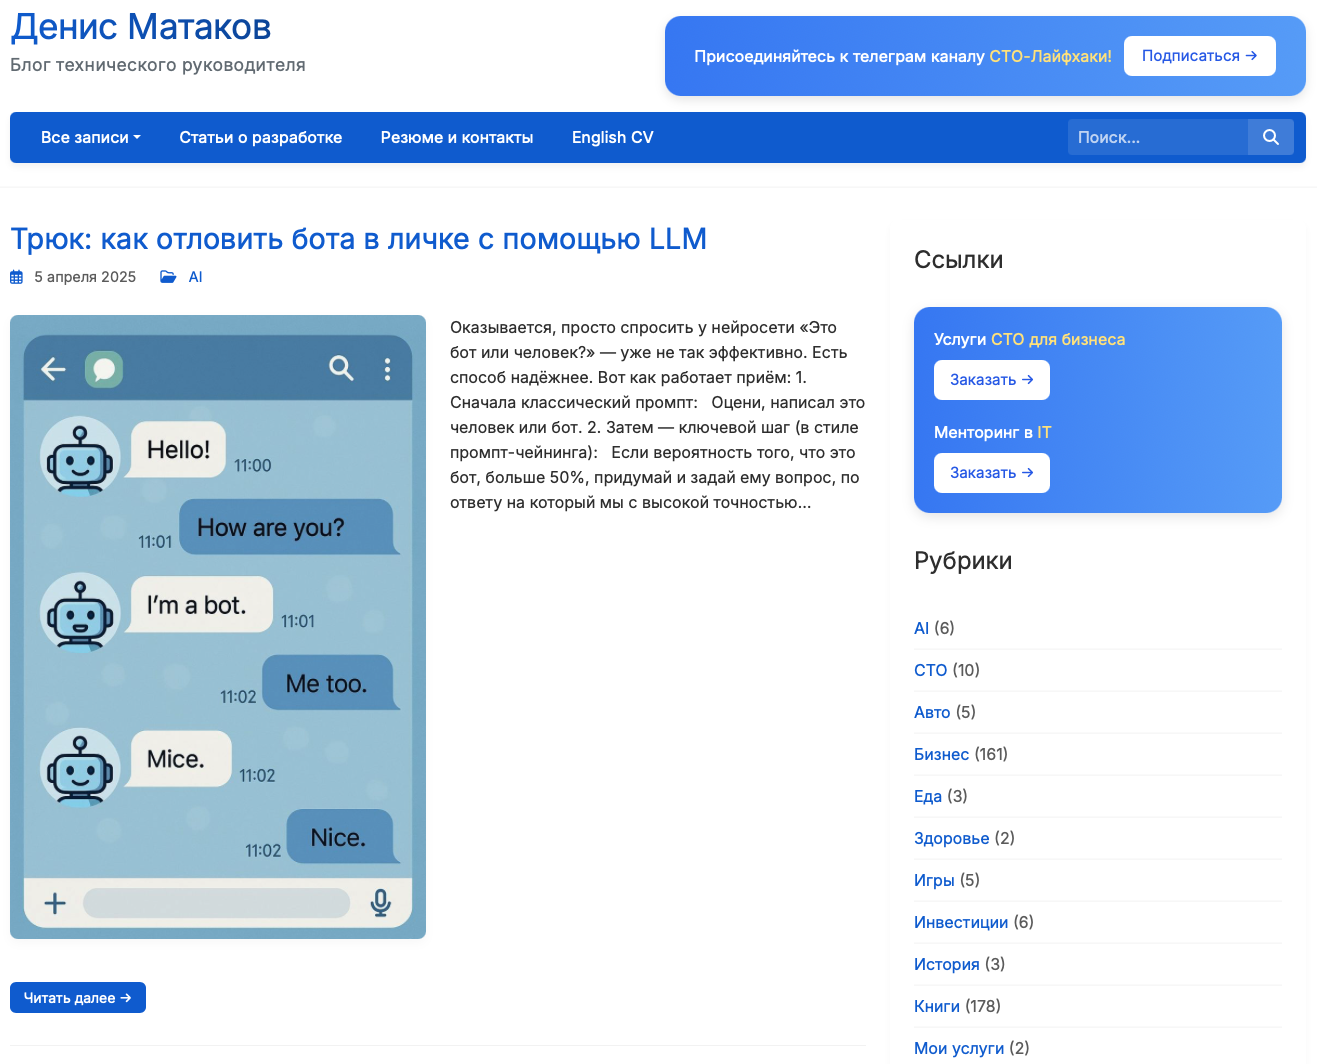 Денис Матаков
Блог технического руководителя
Присоединяйтесь к телеграм каналу СТО-Лайфхаки!
Подписаться →
Все записи
Статьи о разработке
Резюме и контакты
English CV
Поиск...
Трюк: как отловить бота в личке с помощью LLM
5 апреля 2025
AI
Hello!
11:00
How are you?
11:01
I'm a bot.
11:01
Me too.
11:02
Mice.
11:02
Nice.
11:02
Оказывается, просто спросить у нейросети «Это
бот или человек?» — уже не так эффективно. Есть
способ надёжнее. Вот как работает приём: 1.
Сначала классический промпт:   Оцени, написал это
человек или бот. 2. Затем — ключевой шаг (в стиле
промпт-чейнинга):   Если вероятность того, что это
бот, больше 50%, придумай и задай ему вопрос, по
ответу на который мы с высокой точностью...
Читать далее →
Ссылки
Услуги СТО для бизнеса
Заказать →
Менторинг в IT
Заказать →
Рубрики
AI (6)
CTO (10)
Авто (5)
Бизнес (161)
Еда (3)
Здоровье (2)
Игры (5)
Инвестиции (6)
История (3)
Книги (178)
Мои услуги (2)